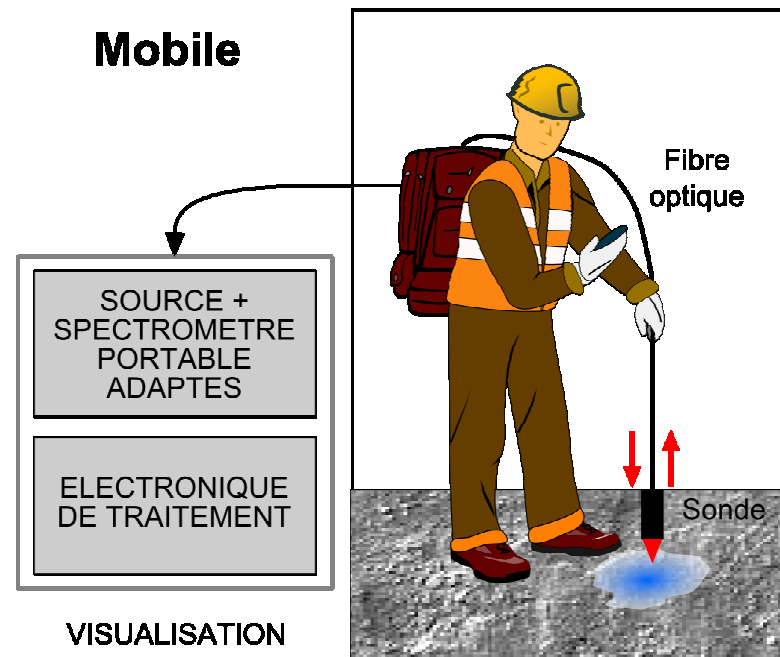 Mobile
Fibre
optique
SOURCE +
SPECTROMETRE
PORTABLE
ADAPTES
ELECTRONIQUE
DE TRAITEMENT
Sonde
VISUALISATION